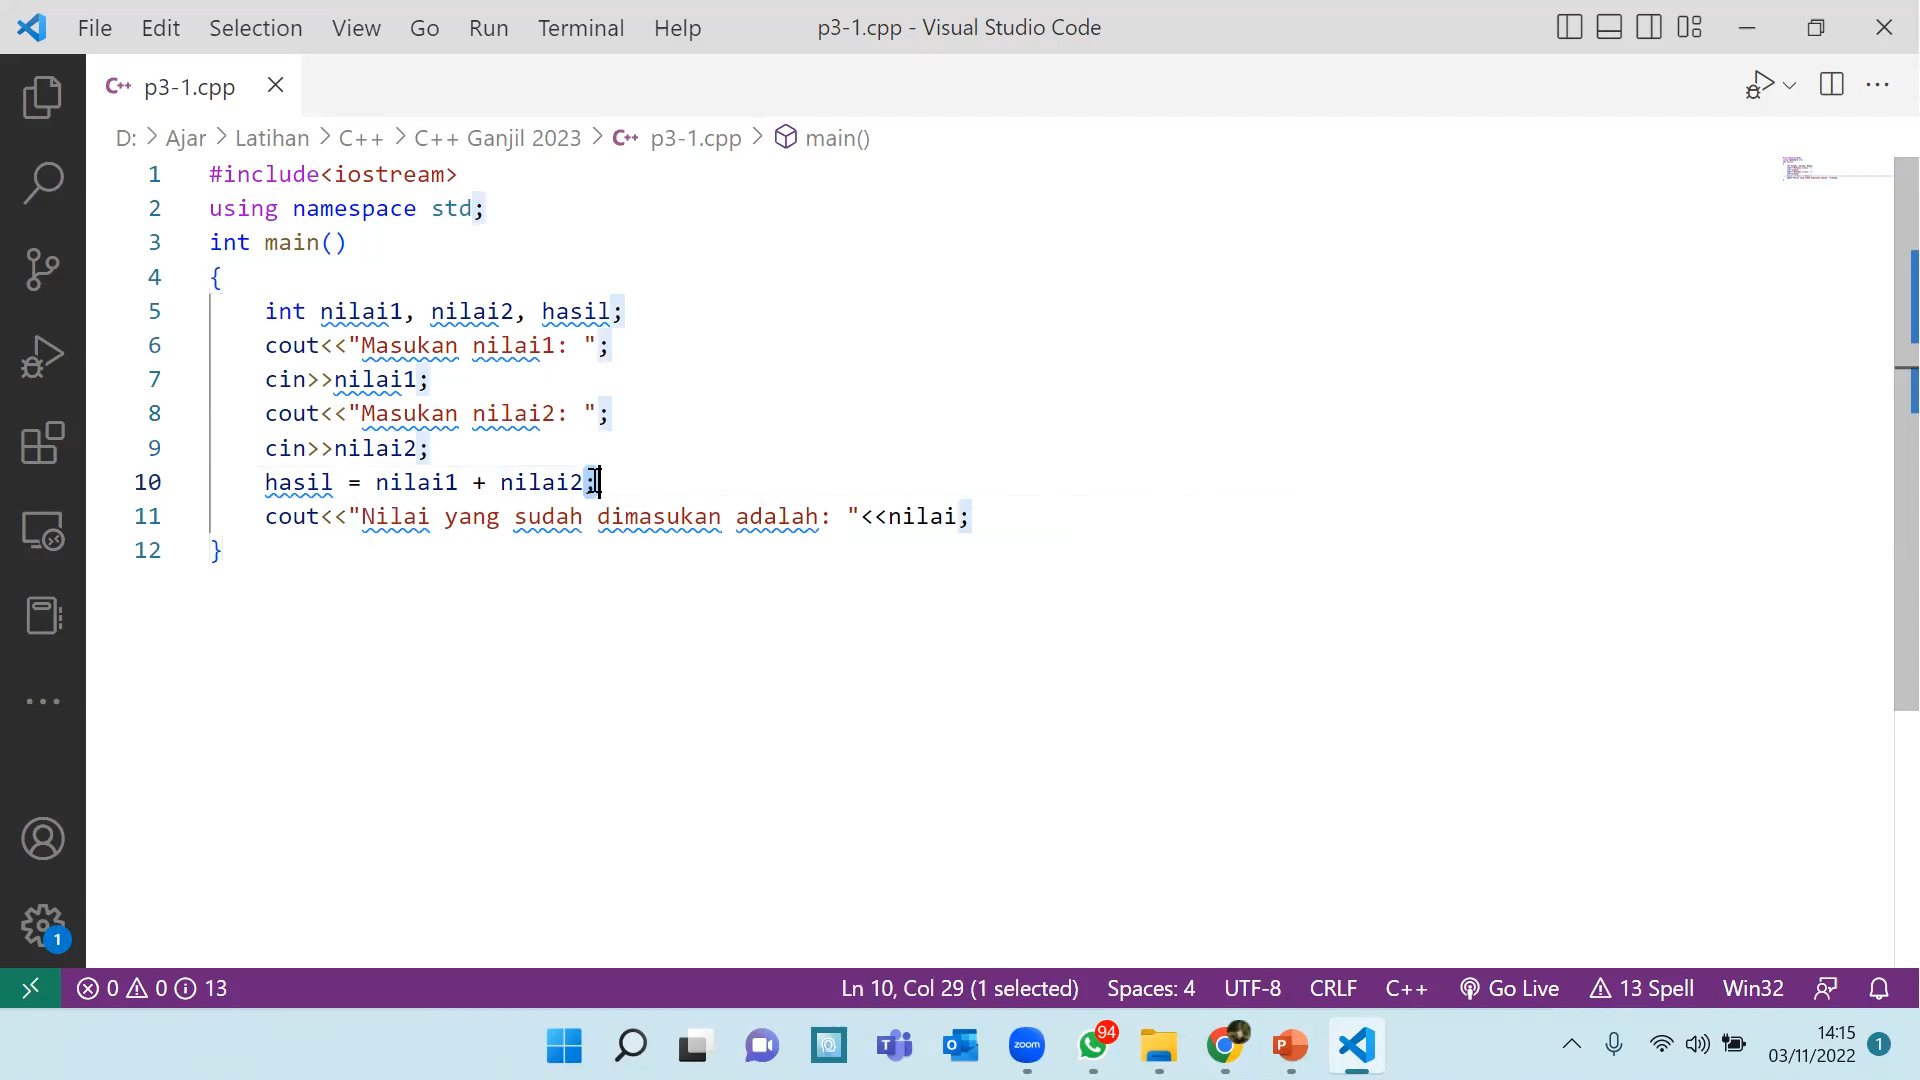 File Edit Selection View Go Run Terminal Help p3-1.cpp - Visual Studio Code
C++ p3-1.cpp
D: > Ajar > Latihan > C++ > C++ Ganjil 2023 > C++ p3-1.cpp > main()
1 #include<iostream>
2 using namespace std;
3 int main()
4 {
5 int nilai1, nilai2, hasil;
6 cout<<"Masukan nilai1: ";
7 cin>>nilai1;
8 cout<<"Masukan nilai2: ";
9 cin>>nilai2;
10 hasil = nilai1 + nilai2;
11 cout<<"Nilai yang sudah dimasukan adalah: "<<nilai;
12 }
1
0 0 13 Ln 10, Col 29 (1 selected) Spaces: 4 UTF-8 CRLF C++ Go Live 13 Spell Win32
zoom 94 14:15
03/11/2022 1